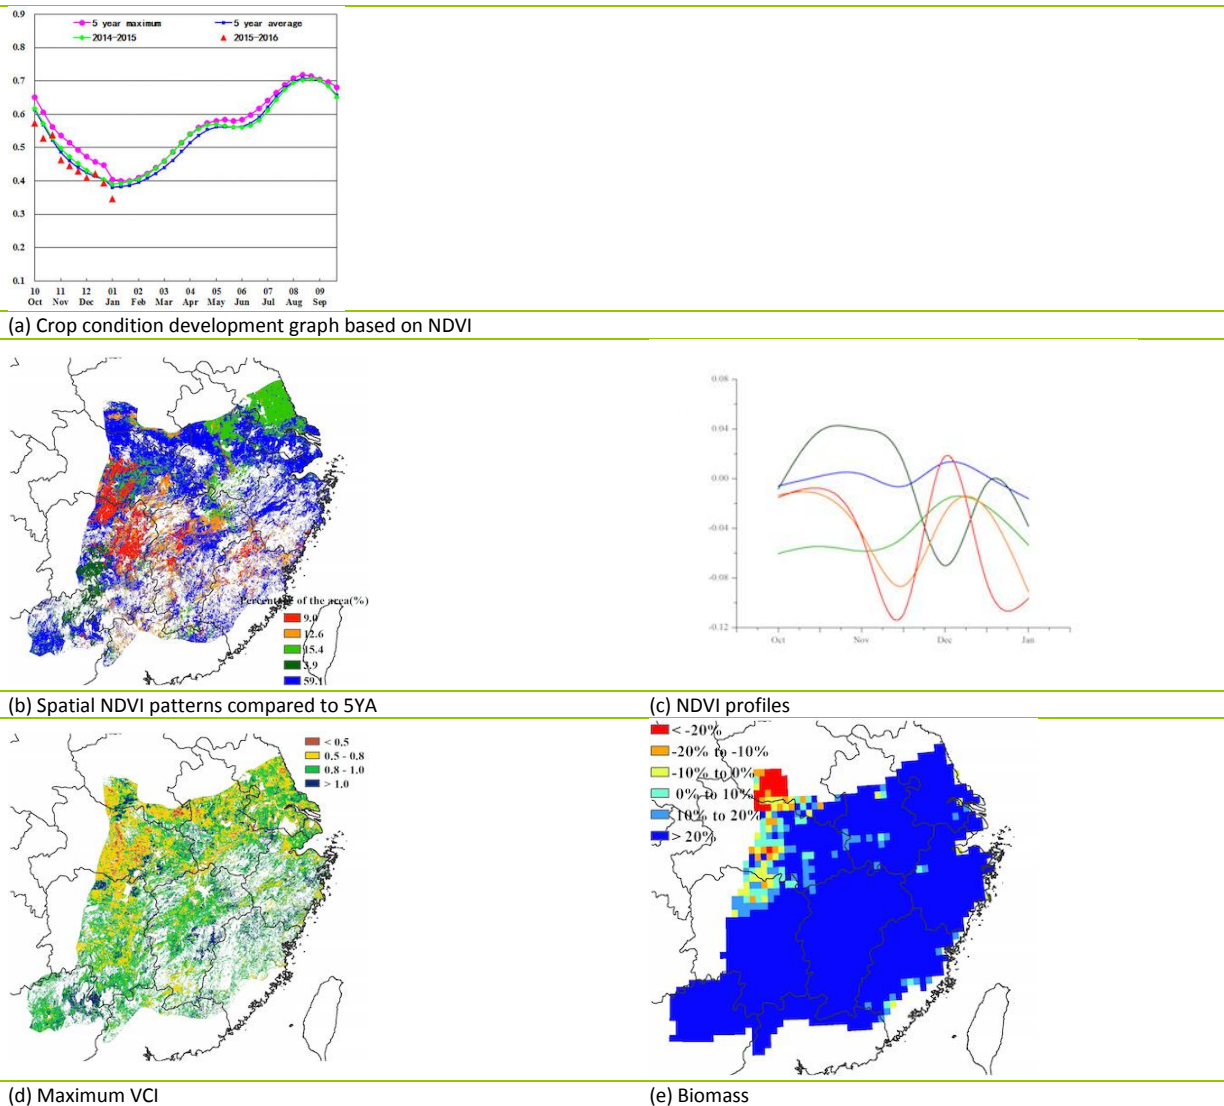 0.9
5 year maximum 5 year average
2014-2015 2015-2016
0.8
0.7
0.6
0.5
0.4
0.3
0.2
0.1
10 11 12 01 02 03 04 05 06 07 08 09
Oct Nov Dec Jan Feb Mar Apr May Jun Jul Aug Sep
(a) Crop condition development graph based on NDVI
Percentage of the area(%)
9.0
12.6
15.4
3.9
59.1
0.08
0.04
0.00
-0.04
-0.08
-0.12
Oct Nov Dec Jan
(b) Spatial NDVI patterns compared to 5YA (c) NDVI profiles
< 0.5
0.5 - 0.8
0.8 - 1.0
> 1.0
< -20%
-20% to -10%
-10% to 0%
0% to 10%
10% to 20%
> 20%
(d) Maximum VCI (e) Biomass